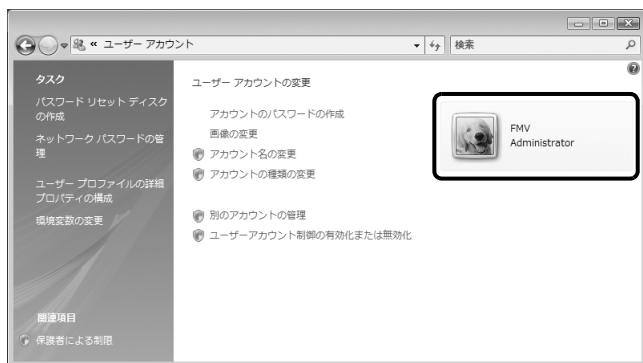 « ユーザー アカウント
検索
タスク
パスワード リセット ディスク
の作成
ネットワーク パスワードの管
理
ユーザー プロファイルの詳細
プロパティの構成
環境変数の変更
関連項目
保護者による制限
ユーザー アカウントの変更
アカウントのパスワードの作成
画像の変更
アカウント名の変更
アカウントの種類の変更
別のアカウントの管理
ユーザーアカウント制御の有効化または無効化
FMV
Administrator